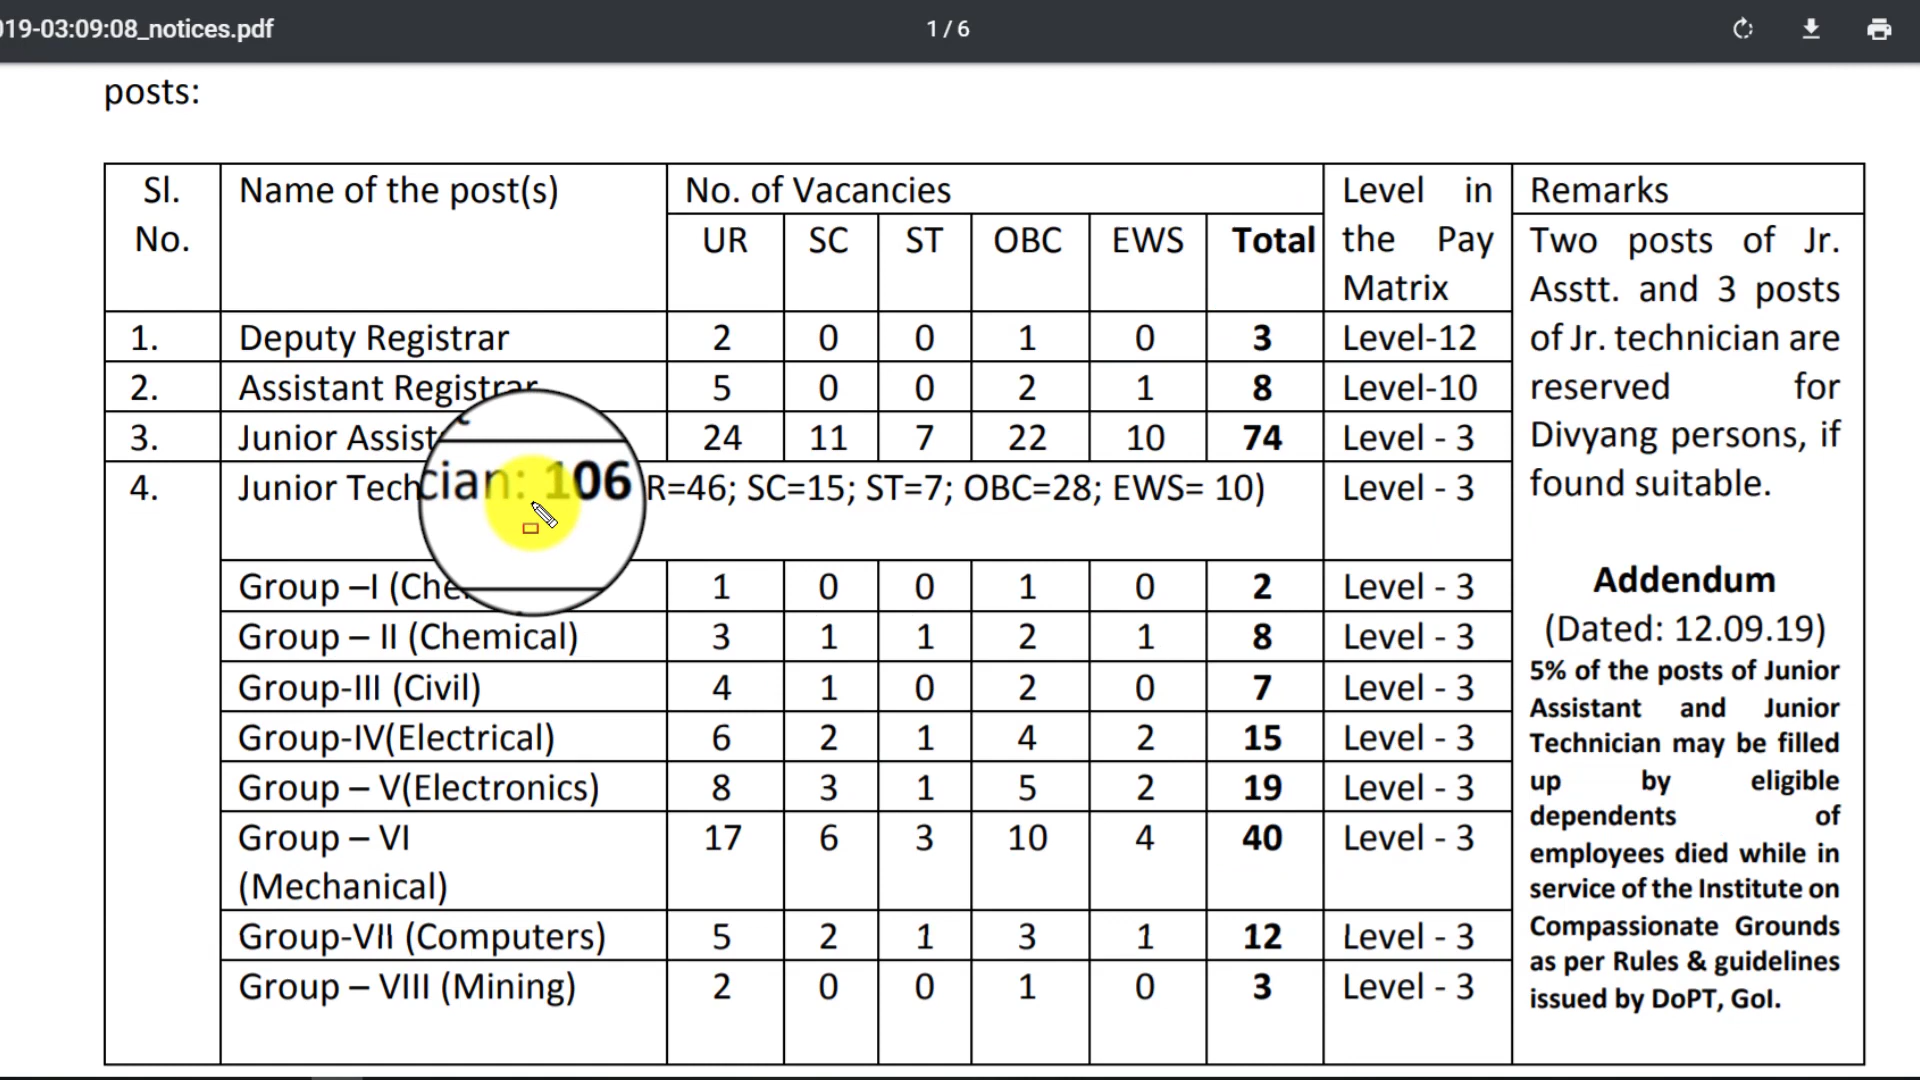 019-03:09:08_notices.pdf
1 / 6
posts:
Sl. No. Name of the post(s) No. of Vacancies Level in the Pay Matrix Remarks
UR SC ST OBC EWS Total
1. Deputy Registrar 2 0 0 1 0 3 Level-12
2. Assistant Registrar 5 0 0 2 1 8 Level-10
3. Junior Assist 24 11 7 22 10 74 Level - 3
4. Junior Tech cian: 106 R=46; SC=15; ST=7; OBC=28; EWS= 10) Level - 3
Group –I (Che 1 0 0 1 0 2 Level - 3
Group – II (Chemical) 3 1 1 2 1 8 Level - 3
Group-III (Civil) 4 1 0 2 0 7 Level - 3
Group-IV(Electrical) 6 2 1 4 2 15 Level - 3
Group – V(Electronics) 8 3 1 5 2 19 Level - 3
Group – VI (Mechanical) 17 6 3 10 4 40 Level - 3
Group-VII (Computers) 5 2 1 3 1 12 Level - 3
Group – VIII (Mining) 2 0 0 1 0 3 Level - 3
Two posts of Jr.
Asstt. and 3 posts
of Jr. technician are
reserved for
Divyang persons, if
found suitable.
Addendum
(Dated: 12.09.19)
5% of the posts of Junior
Assistant and Junior
Technician may be filled
up by eligible
dependents of
employees died while in
service of the Institute on
Compassionate Grounds
as per Rules & guidelines
issued by DoPT, GoI.